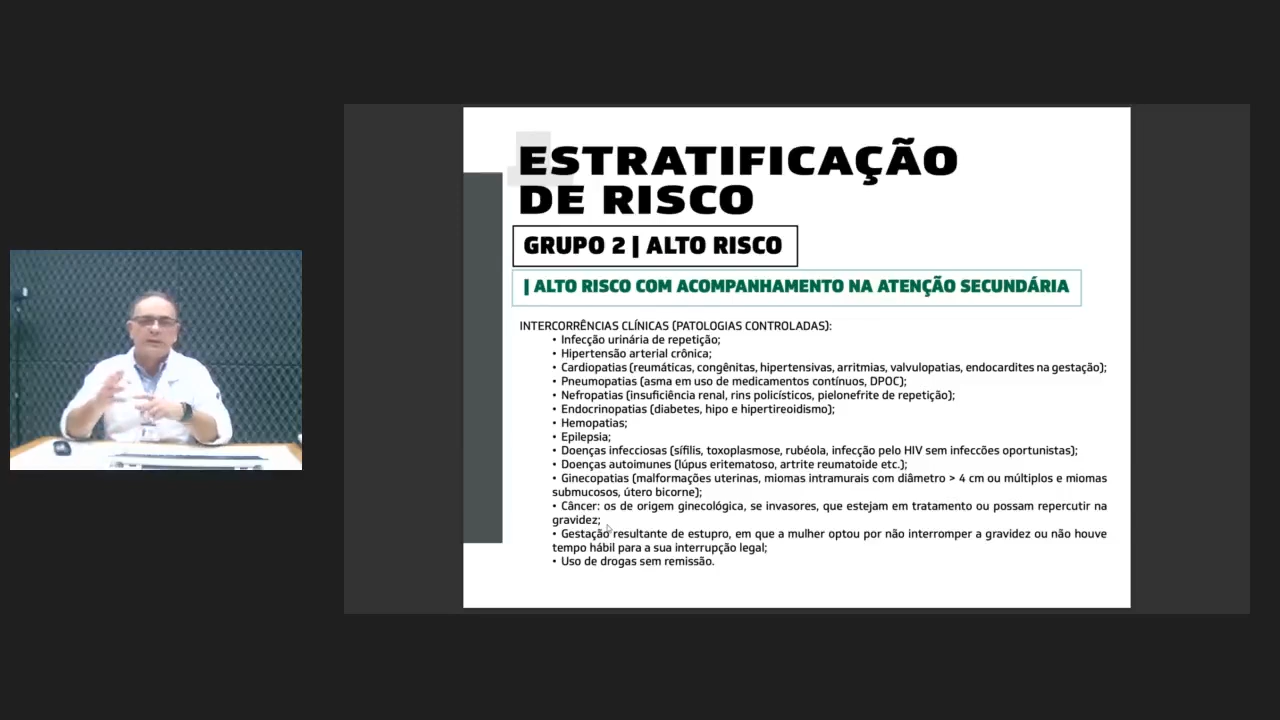 ESTRATIFICAÇÃO
DE RISCO
GRUPO 2 | ALTO RISCO
| ALTO RISCO COM ACOMPANHAMENTO NA ATENÇÃO SECUNDÁRIA
INTERCORRÊNCIAS CLÍNICAS (PATOLOGIAS CONTROLADAS):
• Infecção urinária de repetição;
• Hipertensão arterial crônica;
• Cardiopatias (reumáticas, congênitas, hipertensivas, arritmias, valvulopatias, endocardites na gestação);
• Pneumopatias (asma em uso de medicamentos contínuos, DPOC);
• Nefropatias (insuficiência renal, rins policísticos, pielonefrite de repetição);
• Endocrinopatias (diabetes, hipo e hipertireoidismo);
• Hemopatias;
• Epilepsia;
• Doenças infecciosas (sífilis, toxoplasmose, rubéola, infecção pelo HIV sem infecções oportunistas);
• Doenças autoimunes (lúpus eritematoso, artrite reumatoide etc.);
• Ginecopatias (malformações uterinas, miomas intramurais com diâmetro > 4 cm ou múltiplos e miomas
submucosos, útero bicorne);
• Câncer: os de origem ginecológica, se invasores, que estejam em tratamento ou possam repercutir na
gravidez;
• Gestação resultante de estupro, em que a mulher optou por não interromper a gravidez ou não houve
tempo hábil para a sua interrupção legal;
• Uso de drogas sem remissão.